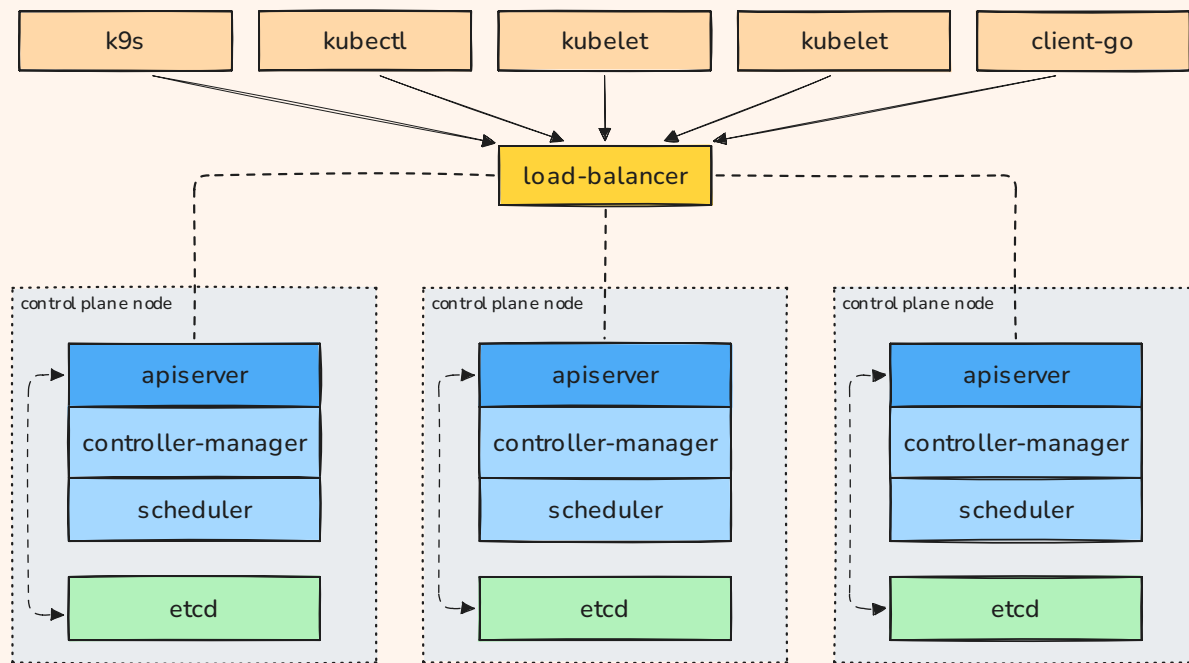 k9s
kubectl
kubelet
kubelet
client-go
load-balancer
control plane node
control plane node
control plane node
apiserver
apiserver
apiserver
controller-manager
controller-manager
controller-manager
scheduler
scheduler
scheduler
etcd
etcd
etcd